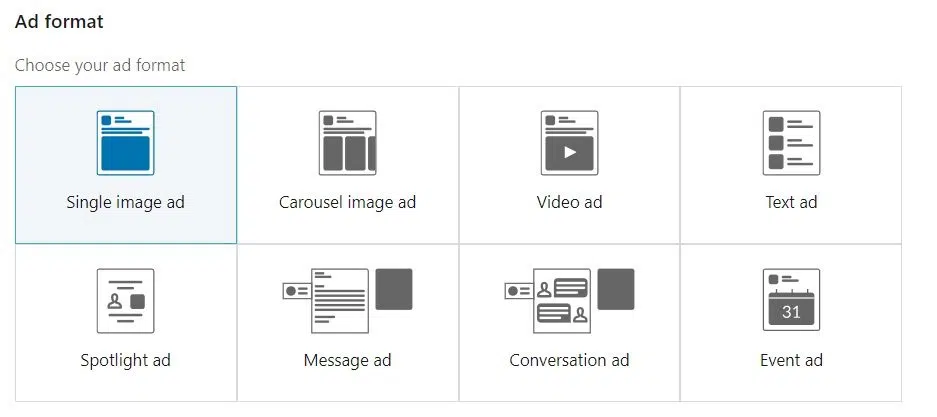 Ad format
Choose your ad format
Single image ad
Carousel image ad
Video ad
Text ad
Spotlight ad
Message ad
Conversation ad
31
Event ad